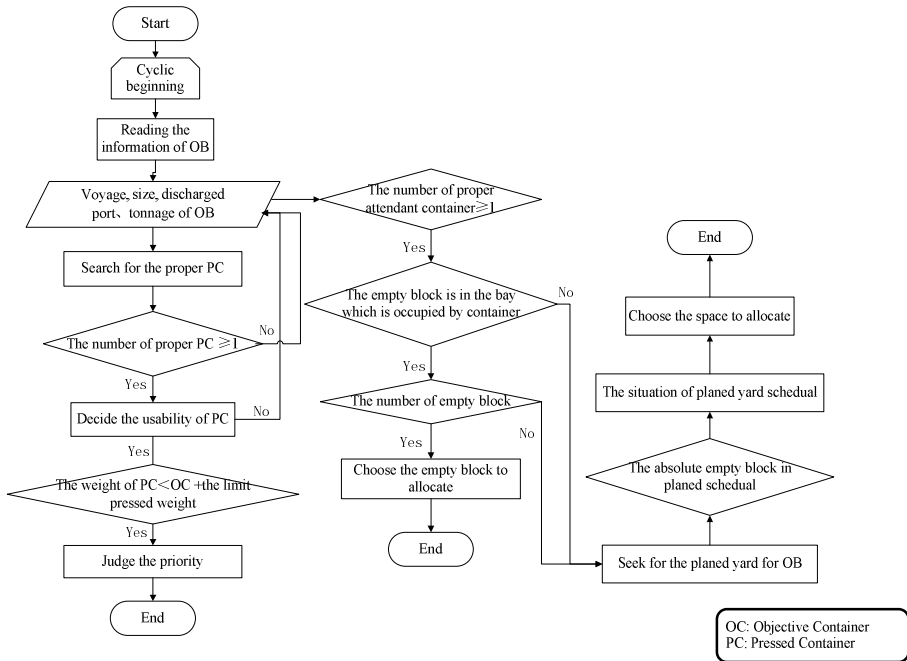 Start
Cyclic
beginning
Reading the
information of OB
Voyage, size, discharged
port、tonnage of OB
Search for the proper PC
The number of proper PC ≥1
No
Yes
Decide the usability of PC
No
Yes
The weight of PC<OC +the limit
pressed weight
Yes
Judge the priority
End
The number of proper
attendant container≥1
Yes
The empty block is in the bay
which is occupied by container
No
Yes
The number of empty block
No
Yes
Choose the empty block to
allocate
End
End
Choose the space to allocate
The situation of planed yard schedual
The absolute empty block in
planed schedual
Seek for the planed yard for OB
OC: Objective Container
PC: Pressed Container